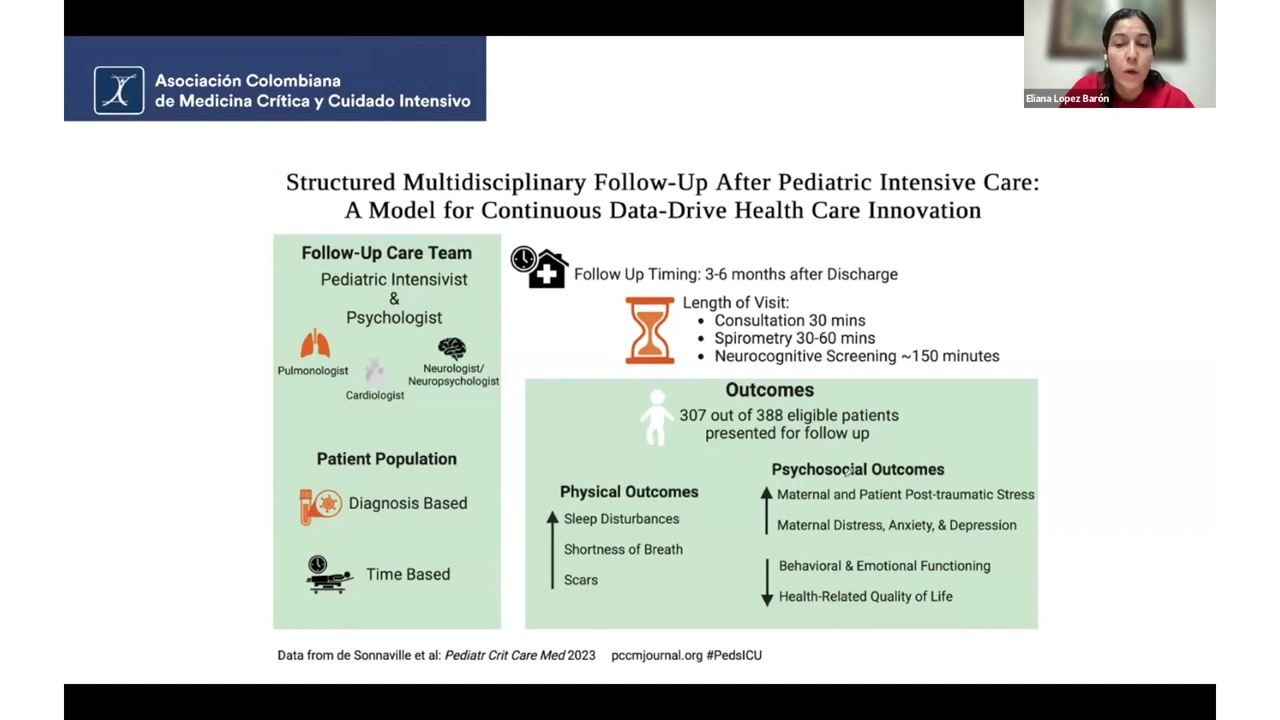 Asociación Colombiana
de Medicina Crítica y Cuidado Intensivo
Eliana Lopez Barón
Structured Multidisciplinary Follow-Up After Pediatric Intensive Care:
A Model for Continuous Data-Drive Health Care Innovation
Follow-Up Care Team
Pediatric Intensivist
&
Psychologist
Pulmonologist
Cardiologist
Neurologist/
Neuropsychologist
Patient Population
Diagnosis Based
Time Based
Follow Up Timing: 3-6 months after Discharge
Length of Visit:
• Consultation 30 mins
• Spirometry 30-60 mins
• Neurocognitive Screening ~150 minutes
Outcomes
307 out of 388 eligible patients
presented for follow up
Physical Outcomes
Sleep Disturbances
Shortness of Breath
Scars
Psychosocial Outcomes
Maternal and Patient Post-traumatic Stress
Maternal Distress, Anxiety, & Depression
Behavioral & Emotional Functioning
Health-Related Quality of Life
Data from de Sonnaville et al: Pediatr Crit Care Med 2023 pccmjournal.org #PedsICU